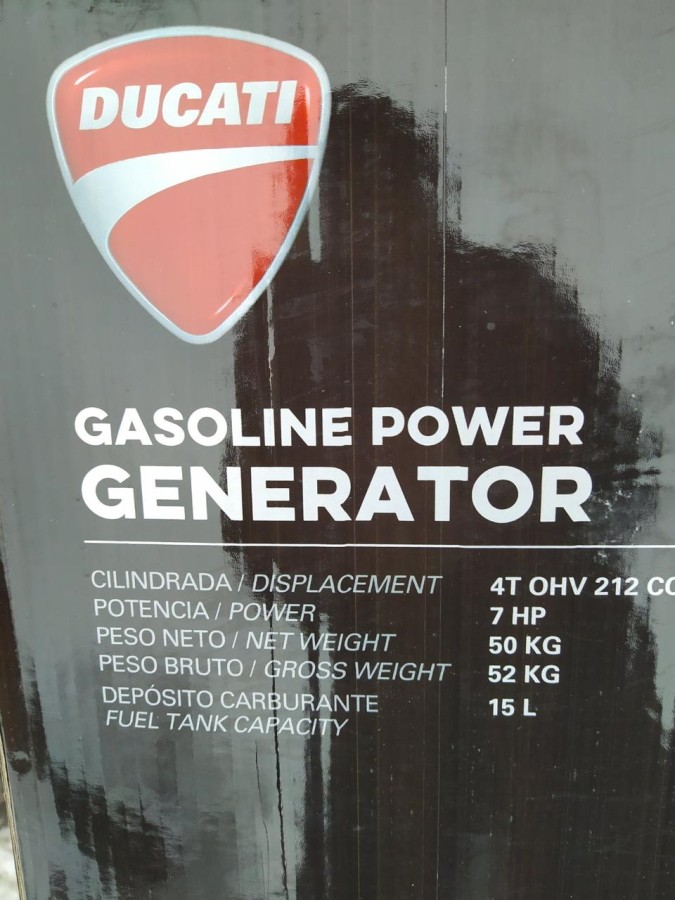 DUCATI
GASOLINE POWER
GENERATOR
CILINDRADA / DISPLACEMENT 4T OHV 212 CC
POTENCIA / POWER 7 HP
PESO NETO / NET WEIGHT 50 KG
PESO BRUTO / GROSS WEIGHT 52 KG
DEPÓSITO CARBURANTE 15 L
FUEL TANK CAPACITY